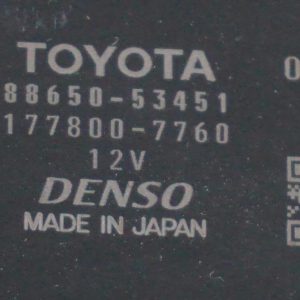 TOYOTA
88650-53451
177800-7760
12V
DENSO
MADE IN JAPAN